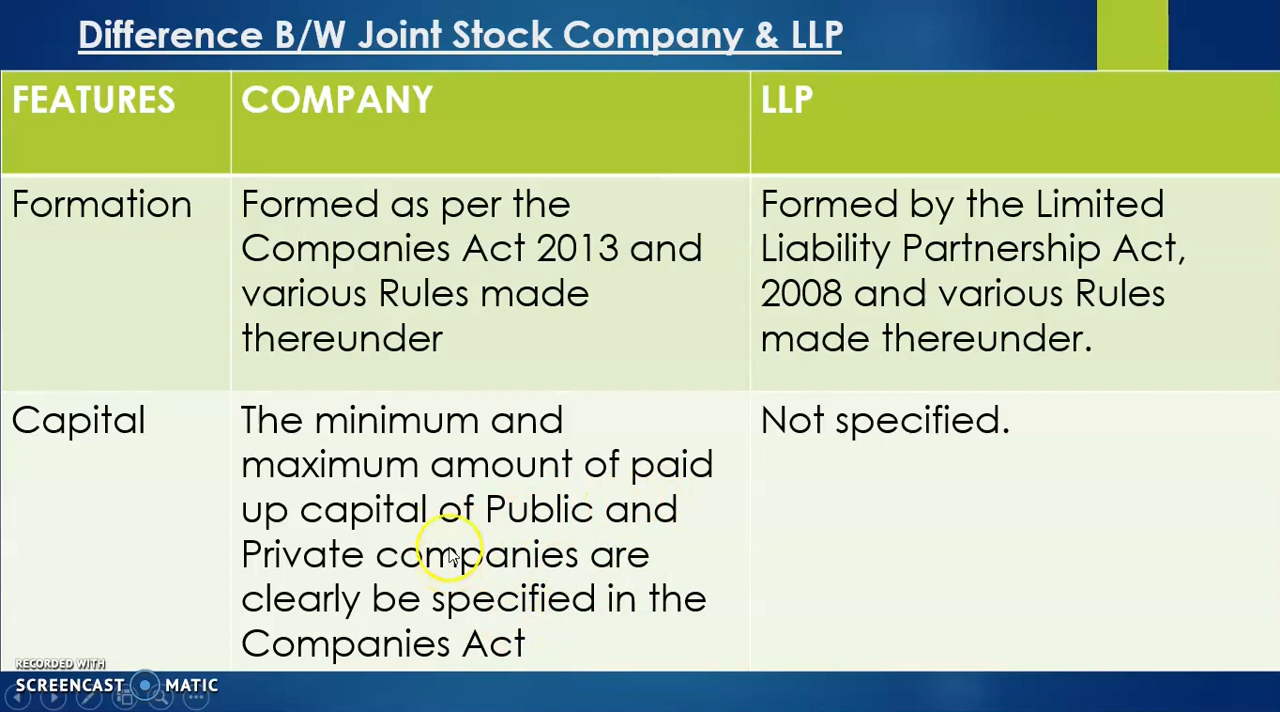 Difference B/W Joint Stock Company & LLP
FEATURES
COMPANY
LLP
Formation
Formed as per the
Companies Act 2013 and
various Rules made
thereunder
Formed by the Limited
Liability Partnership Act,
2008 and various Rules
made thereunder.
Capital
The minimum and
maximum amount of paid
up capital of Public and
Private companies are
clearly be specified in the
Companies Act
Not specified.
RECORDED WITH
SCREENCAST MATIC